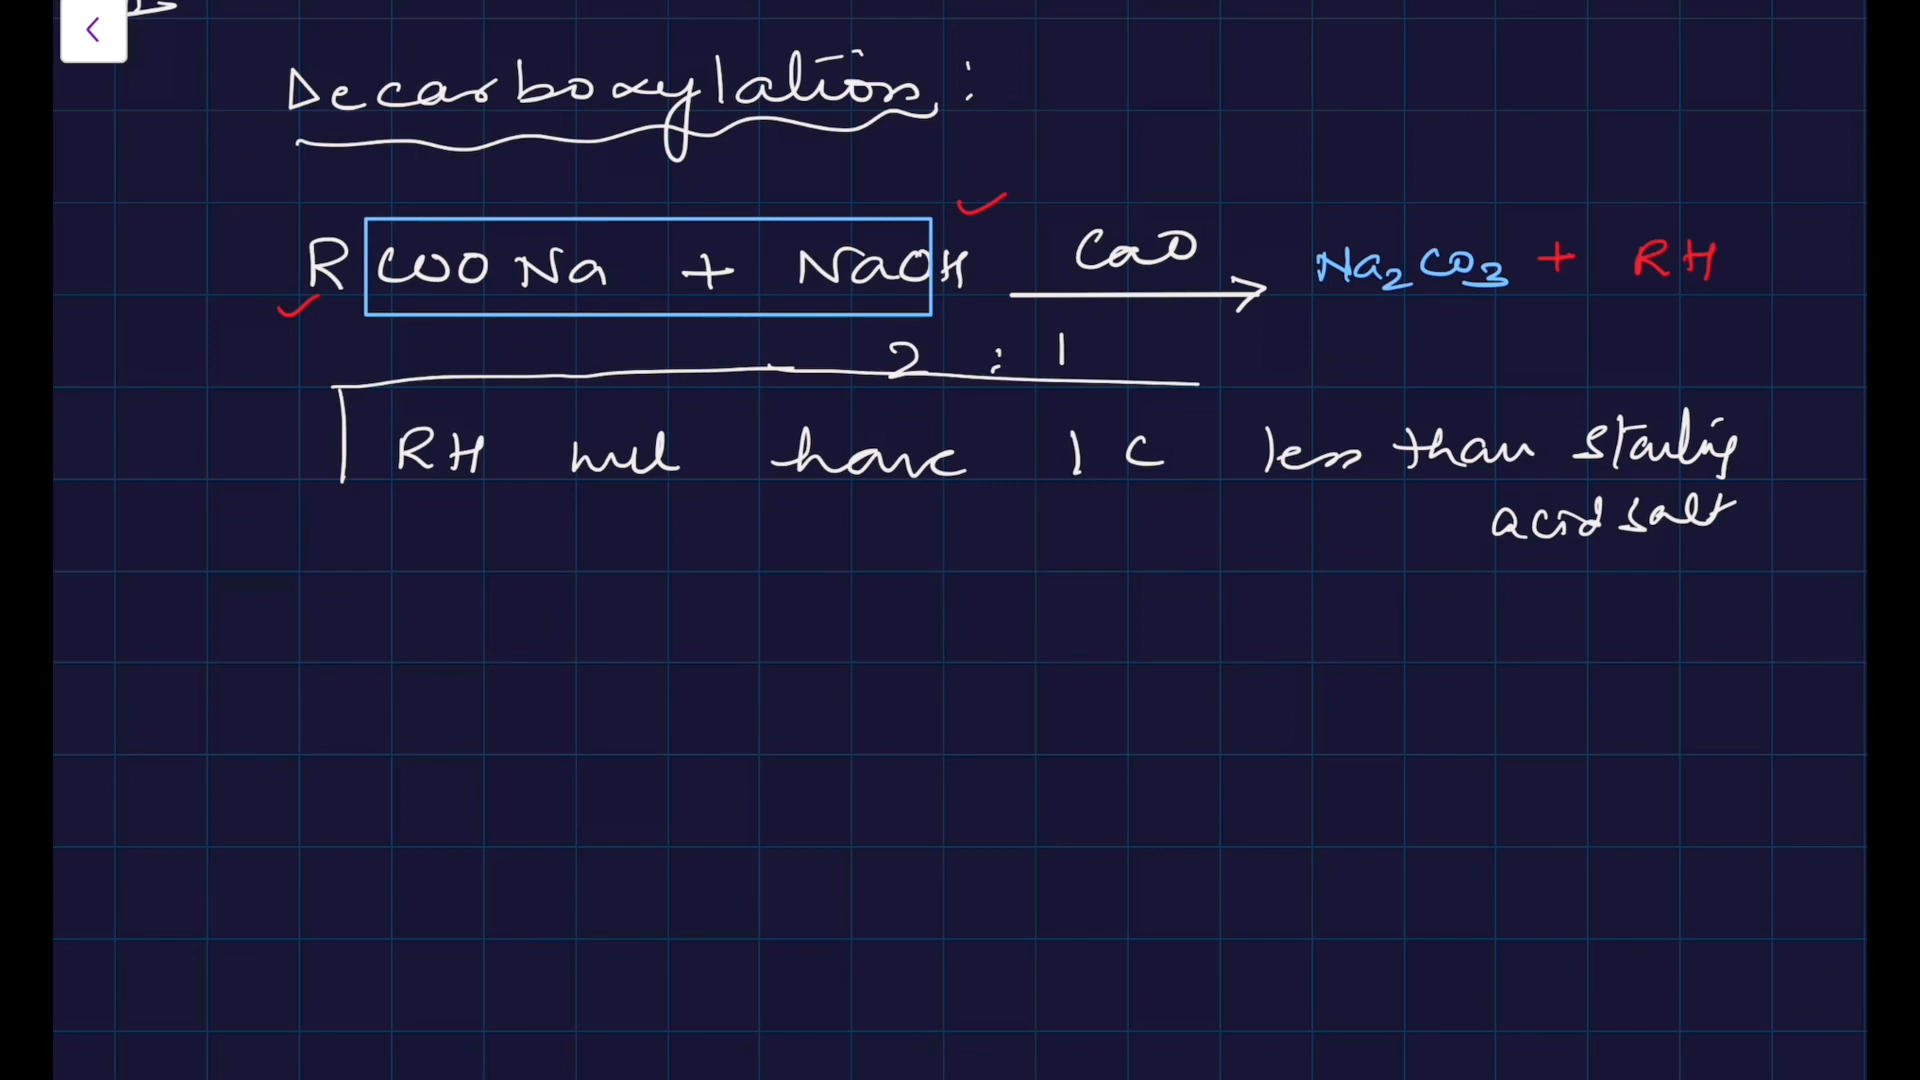 Decarboxylation :
R COONa + NaOH CaO Na2CO3 + RH
2 : 1
RH will have 1 C less than starting
acid salt